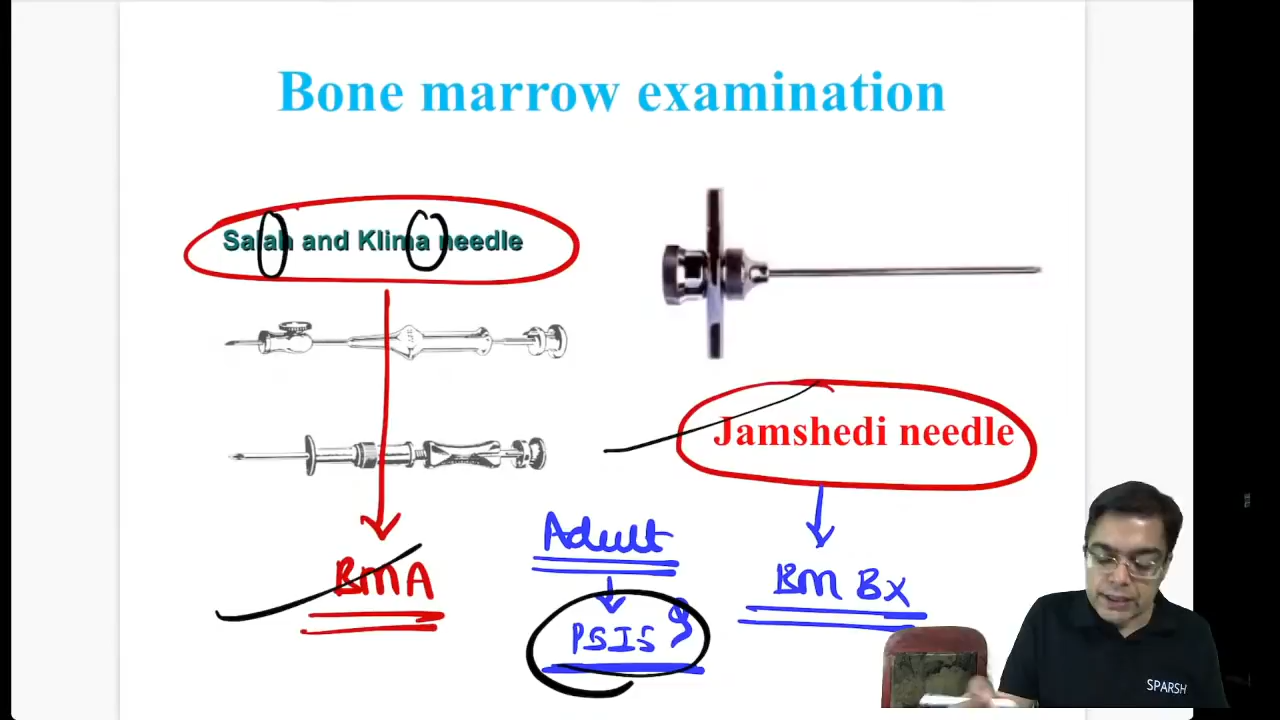 Bone marrow examination
Salah and Klima needle
Jamshedi needle
BMA
Adult
PSIS
BM Bx
SPARSH